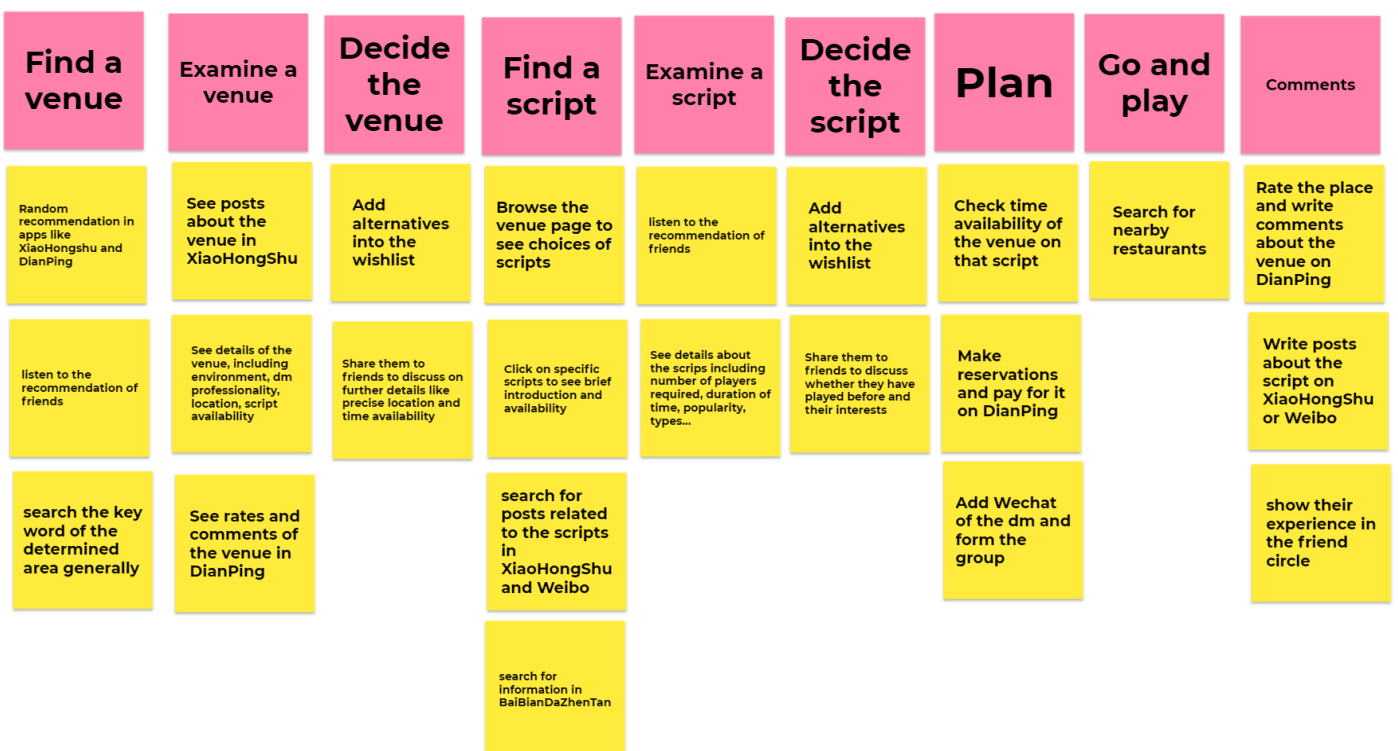 Find a
venue
Examine a
venue
Decide
the
venue
Find a
script
Examine a
script
Decide
the
script
Plan
Go and
play
Comments
Random
recommendation in
apps like
XiaoHongshu and
DianPing
See posts
about the
venue in
XiaoHongShu
Add
alternatives
into the
wishlist
Browse the
venue page to
see choices of
scripts
listen to the
recommendation of
friends
Add
alternatives
into the
wishlist
Check time
availability of
the venue on
that script
Search for
nearby
restaurants
Rate the place
and write
comments
about the
venue on
DianPing
listen to the
recommendation of
friends
See details of the
venue, including
environment, dm
professionality,
location, script
availability
Share them to
friends to discuss on
further details like
precise location and
time availability
Click on specific
scripts to see brief
introduction and
availability
See details about
the scrips including
number of players
required, duration of
time, popularity,
types...
Share them to
friends to discuss
whether they have
played before and
their interests
Make
reservations
and pay for it
on DianPing
Write posts
about the
script on
XiaoHongShu
or Weibo
search the key
word of the
determined
area generally
See rates and
comments of
the venue in
DianPing
search for
posts related
to the scripts
in
XiaoHongShu
and Weibo
Add Wechat
of the dm and
form the
group
show their
experience in
the friend
circle
search for
information in
BaiBianDaZhenTan